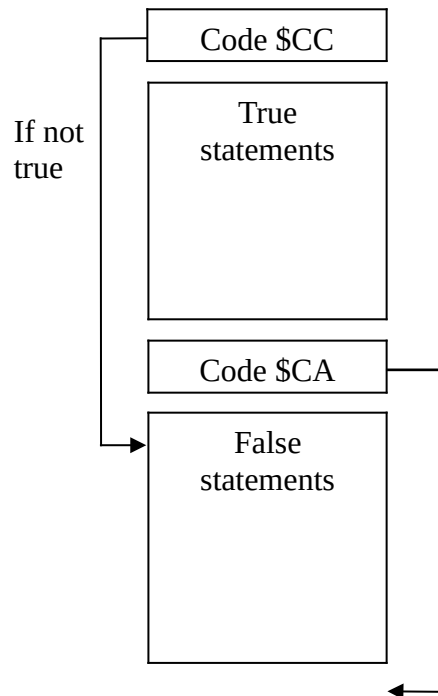 Code $CC
True
statements
If not
true
Code $CA
False
statements